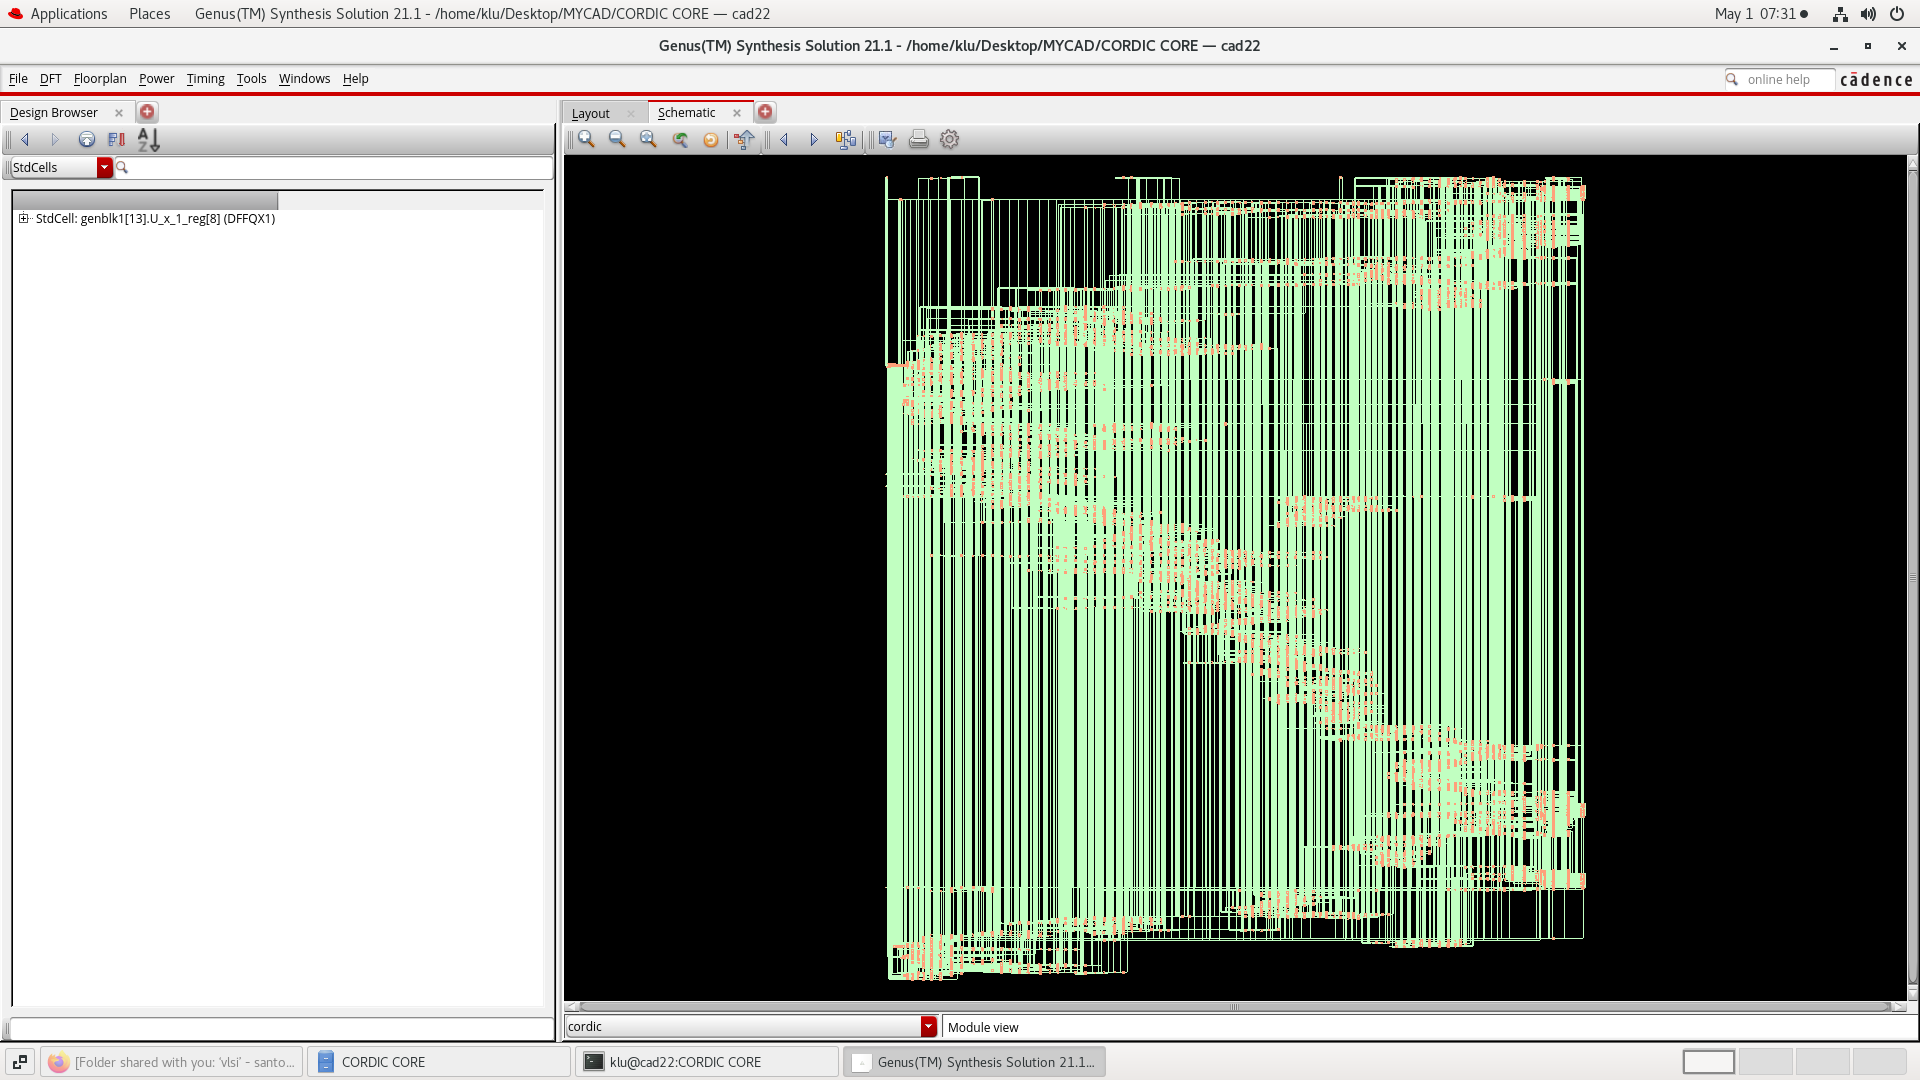 Applications Places Genus(TM) Synthesis Solution 21.1 - /home/klu/Desktop/MYCAD/CORDIC CORE — cad22 May 1 07:31
Genus(TM) Synthesis Solution 21.1 - /home/klu/Desktop/MYCAD/CORDIC CORE — cad22
File DFT Floorplan Power Timing Tools Windows Help online help cādence
Design Browser Layout Schematic
StdCells
StdCell: genblk1[13].U_x_1_reg[8] (DFFQX1)
cordic Module view
[Folder shared with you: 'vlsi' - santo... CORDIC CORE klu@cad22:CORDIC CORE Genus(TM) Synthesis Solution 21.1...